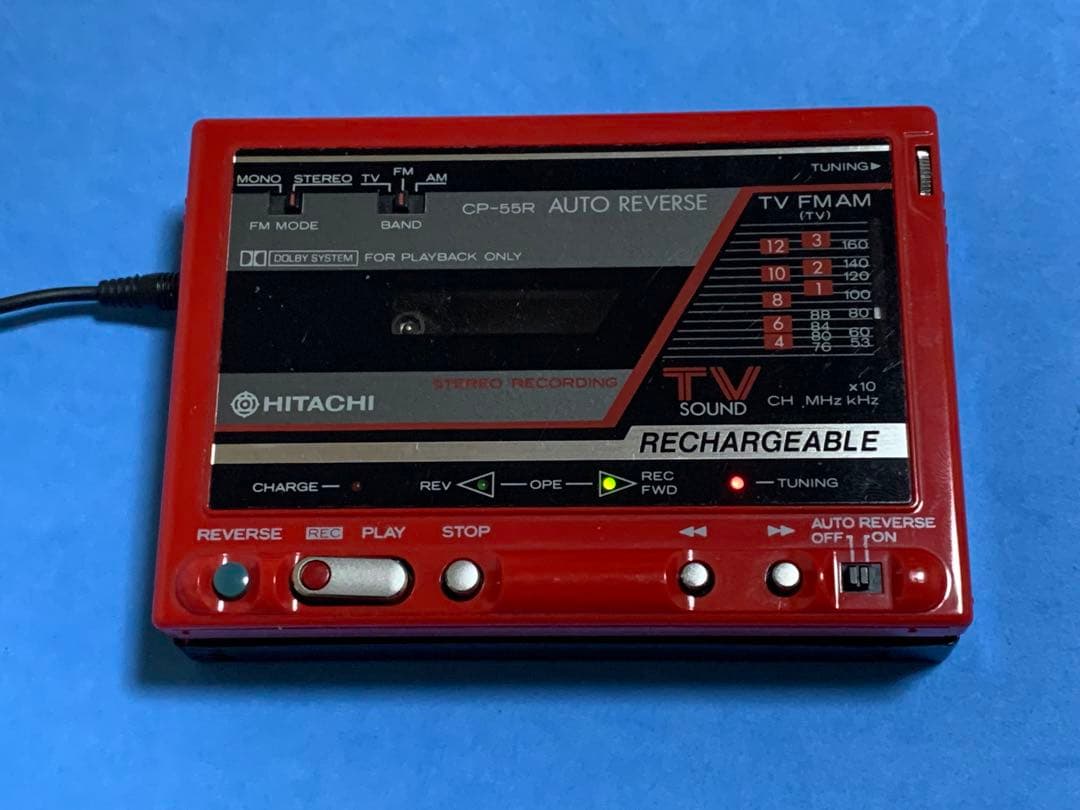 TUNING▶
MONO STEREO TV FM AM
FM MODE BAND
CP-55R AUTO REVERSE
TV FM AM
(TV)
DOLBY SYSTEM FOR PLAYBACK ONLY
12 3 160
140
10 2 120
1
8 100
88 80
6 84
80 60
4 76 53
STEREO RECORDING
HITACHI
TV
SOUND
x10
CH MHz kHz
RECHARGEABLE
CHARGE
REV OPE REC
FWD
TUNING
REVERSE REC PLAY STOP ◀◀ ▶▶ AUTO REVERSE
OFF ON